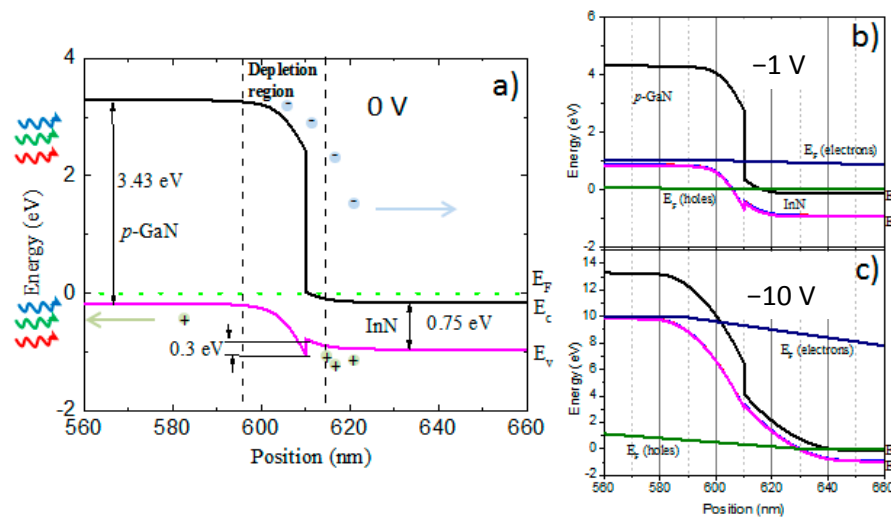 a)
Depletion
region
0 V
3.43 eV
p-GaN
E_F
E_c
InN
0.75 eV
0.3 eV
E_v
4
2
0
-2
Energy (eV)
560 580 600 620 640 660
Position (nm)
b)
−1 V
p-GaN
E_F (electrons)
E_F (holes)
InN
E
E
6
4
2
0
-2
Energy (eV)
c)
−10 V
E_F (electrons)
E_F (holes)
E
E
14
12
10
8
6
4
2
0
-2
Energy (eV)
560 580 600 620 640 660
Position (nm)